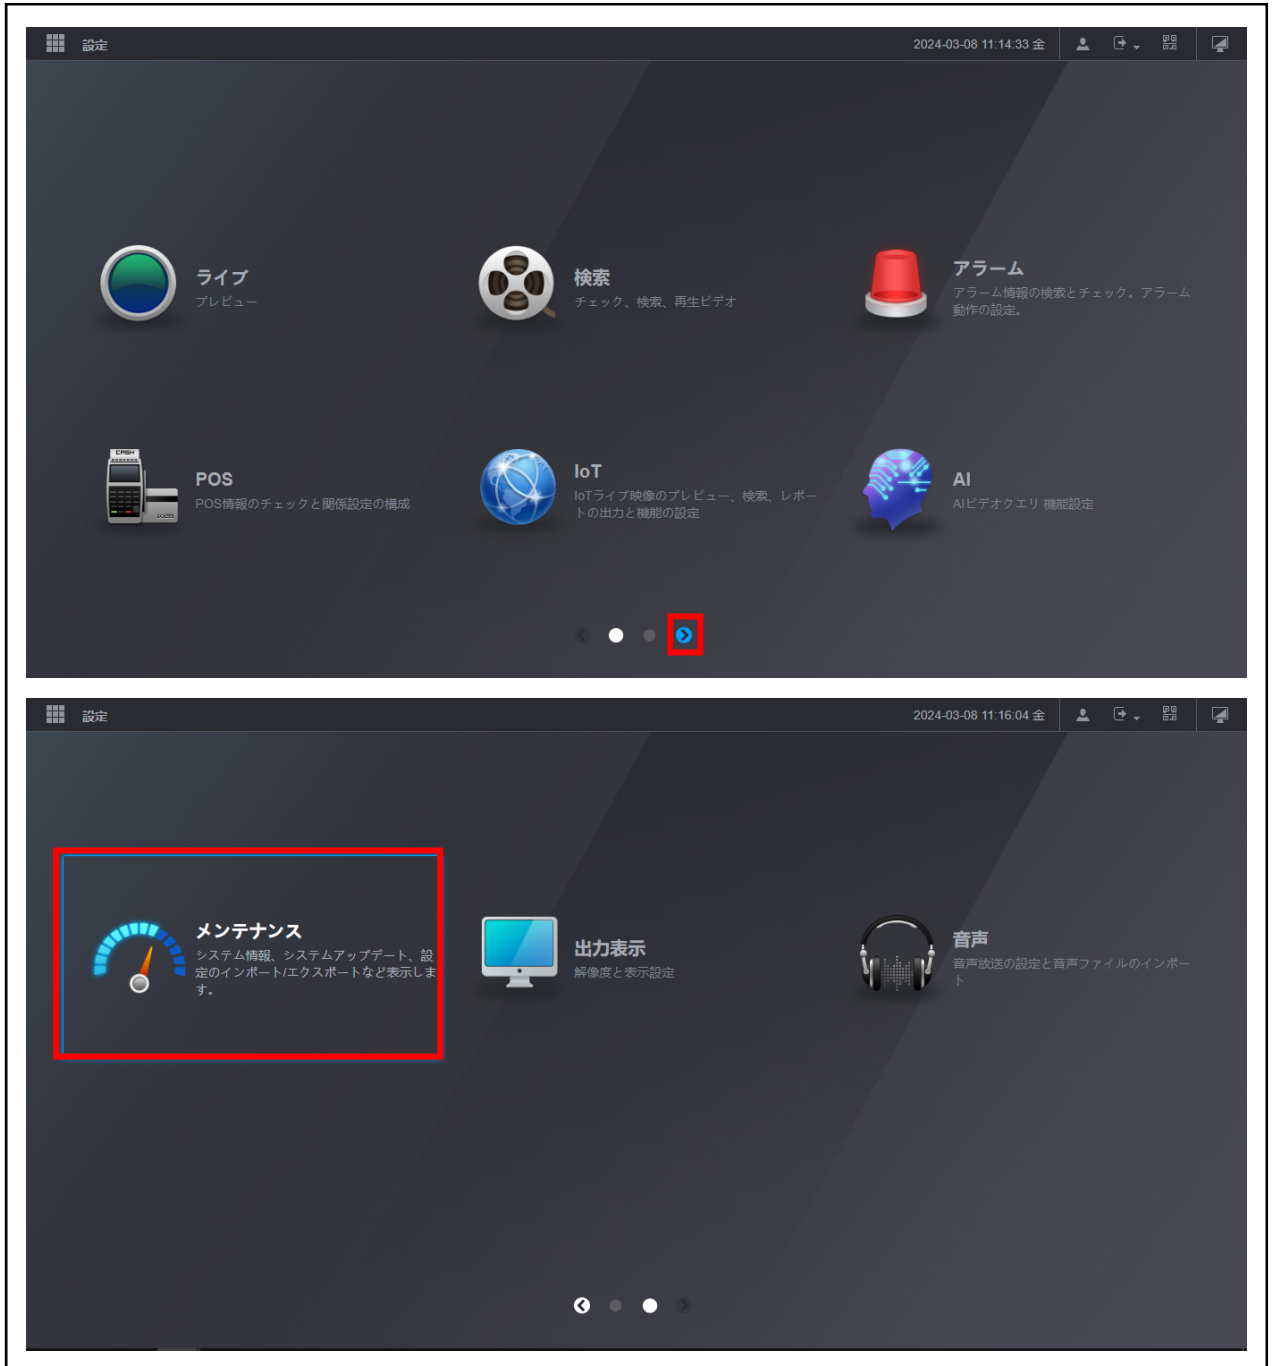 設定
2024-03-08 11:14:33 金
ライブ
プレビュー
検索
チェック、検索、再生ビデオ
アラーム
アラーム情報の検索とチェック。アラーム
動作の設定。
CASH
POS
POS情報のチェックと関係設定の構成
IoT
IoTライブ映像のプレビュー、検索、レポー
トの出力と機能の設定
AI
AIビデオクエリ 機能設定
設定
2024-03-08 11:16:04 金
メンテナンス
システム情報、システムアップデート、設
定のインポート/エクスポートなど表示しま
す。
出力表示
解像度と表示設定
音声
音声放送の設定と音声ファイルのインポー
ト